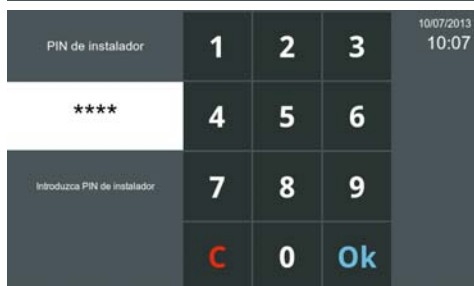 PIN de instalador
****
Introduzca PIN de instalador
1 2 3
4 5 6
7 8 9
C 0 Ok
10/07/2013
10:07